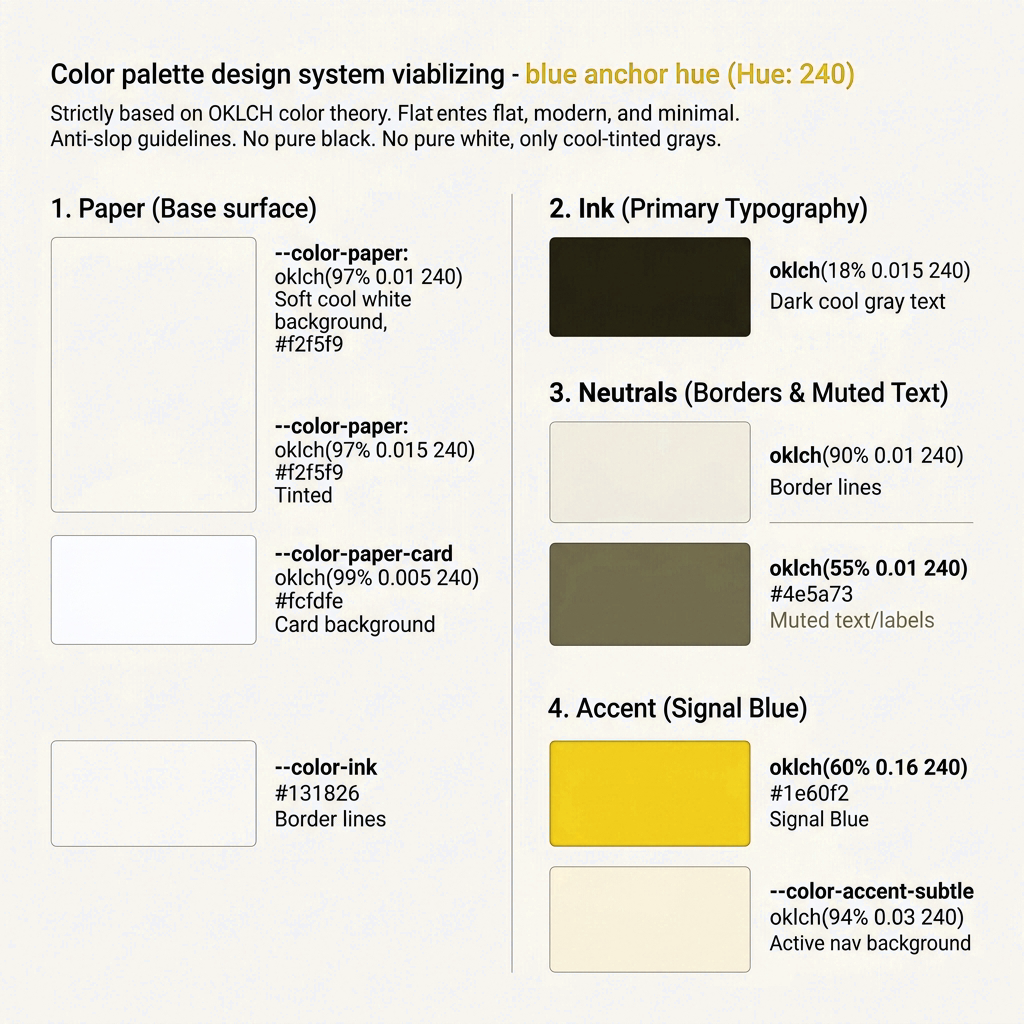 Color palette design system viablizing - blue anchor hue (Hue: 240)
Strictly based on OKLCH color theory. Flat entes flat, modern, and minimal.
Anti-slop guidelines. No pure black. No pure white, only cool-tinted grays.
1. Paper (Base surface)
--color-paper:
oklch(97% 0.01 240)
Soft cool white
background,
#f2f5f9
--color-paper:
oklch(97% 0.015 240)
#f2f5f9
Tinted
--color-paper-card
oklch(99% 0.005 240)
#fcfdfe
Card background
--color-ink
#131826
Border lines
2. Ink (Primary Typography)
oklch(18% 0.015 240)
Dark cool gray text
3. Neutrals (Borders & Muted Text)
oklch(90% 0.01 240)
Border lines
oklch(55% 0.01 240)
#4e5a73
Muted text/labels
4. Accent (Signal Blue)
oklch(60% 0.16 240)
#1e60f2
Signal Blue
--color-accent-subtle
oklch(94% 0.03 240)
Active nav background